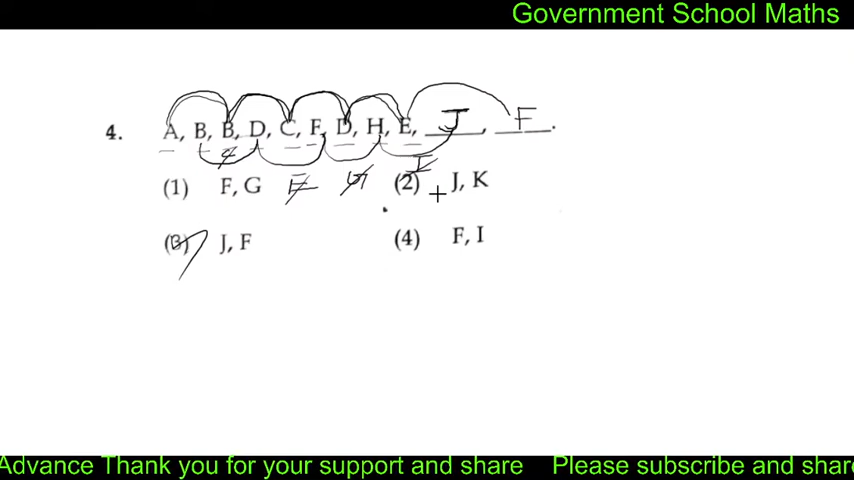 Government School Maths
4. A, B, B, D, C, F, D, H, E, J, F.
(1) F, G (2) J, K
(3) J, F (4) F, I
Advance Thank you for your support and share Please subscribe and share